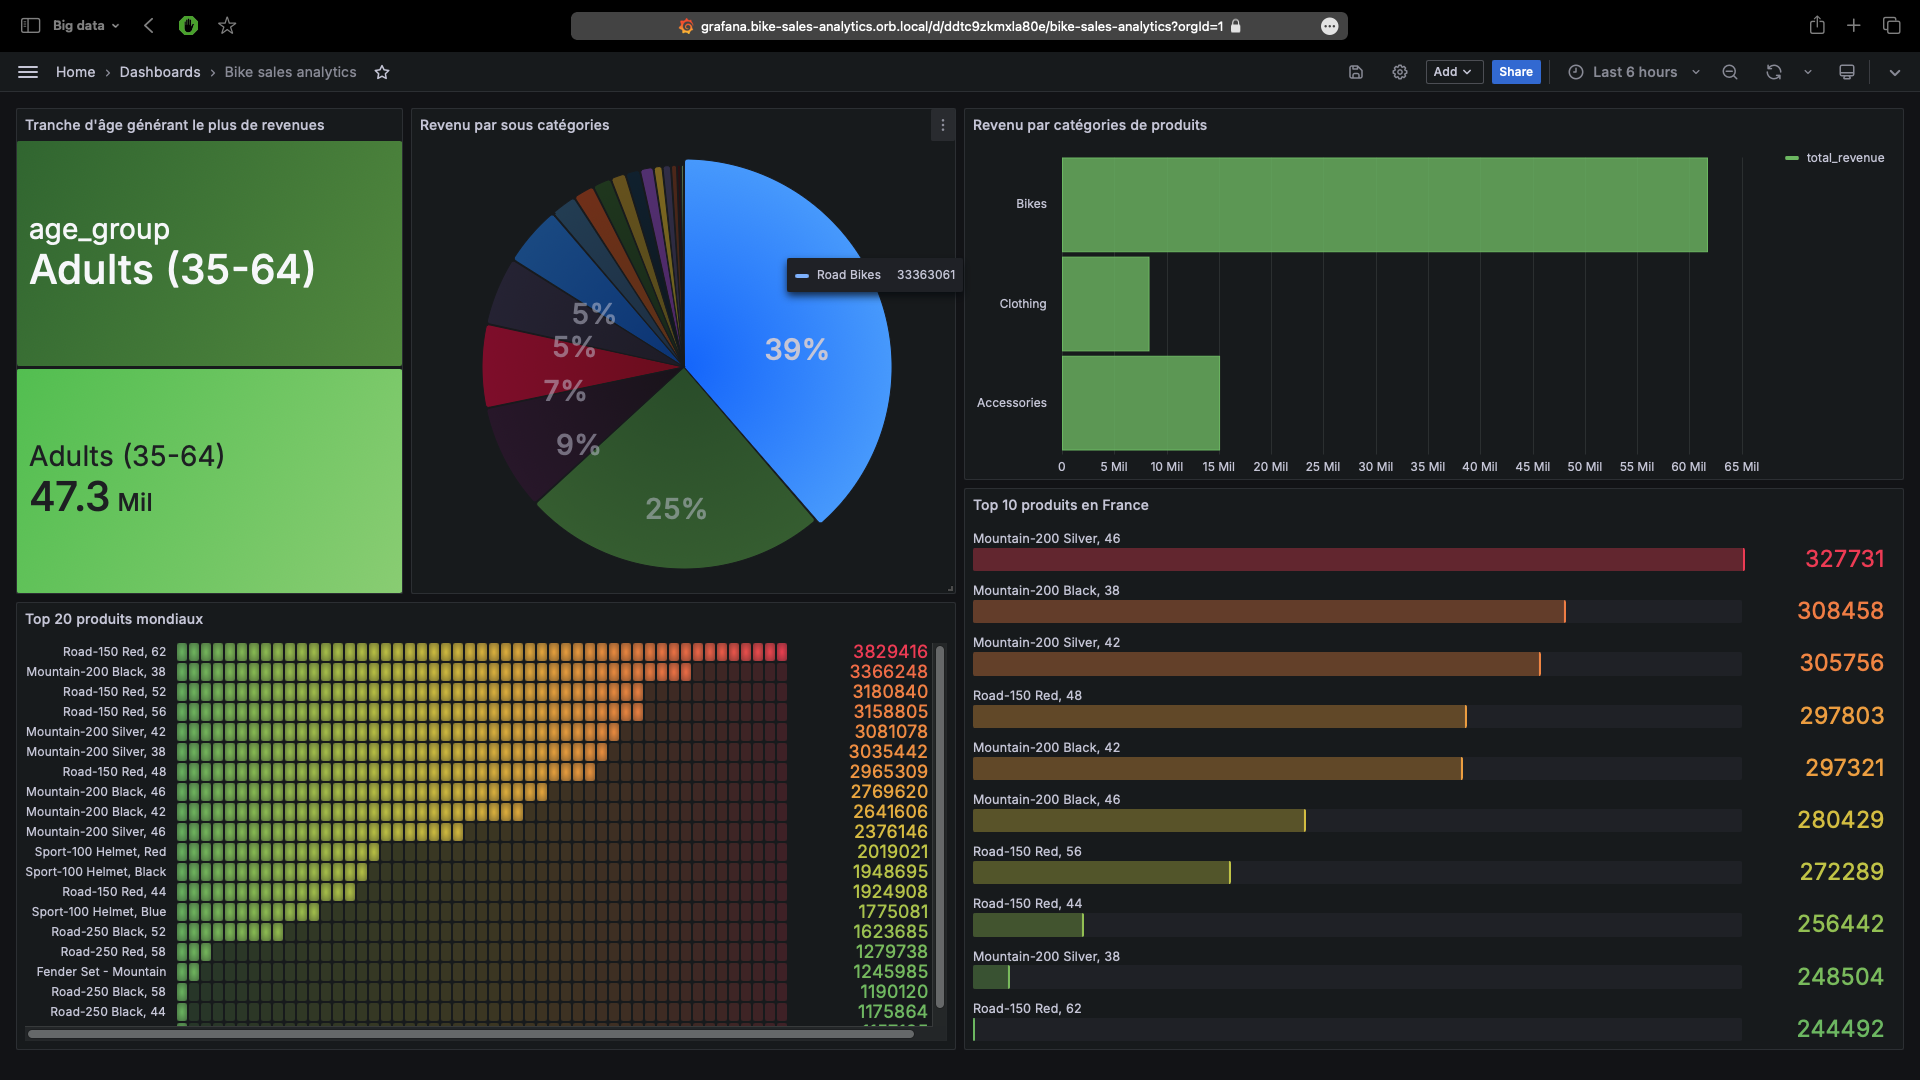 Big data
grafana.bike-sales-analytics.orb.local/d/ddtc9zkmxla80e/bike-sales-analytics?orgId=1
Home › Dashboards › Bike sales analytics
Add
Share
Last 6 hours
Tranche d'âge générant le plus de revenues
age_group
Adults (35-64)
Adults (35-64)
47.3 Mil
Revenu par sous catégories
Road Bikes 33363061
39%
25%
9%
7%
5%
5%
Revenu par catégories de produits
total_revenue
Bikes
Clothing
Accessories
0 5 Mil 10 Mil 15 Mil 20 Mil 25 Mil 30 Mil 35 Mil 40 Mil 45 Mil 50 Mil 55 Mil 60 Mil 65 Mil
Top 20 produits mondiaux
Road-150 Red, 62 3829416
Mountain-200 Black, 38 3366248
Road-150 Red, 52 3180840
Road-150 Red, 56 3158805
Mountain-200 Silver, 42 3081078
Mountain-200 Silver, 38 3035442
Road-150 Red, 48 2965309
Mountain-200 Black, 46 2769620
Mountain-200 Black, 42 2641606
Mountain-200 Silver, 46 2376146
Sport-100 Helmet, Red 2019021
Sport-100 Helmet, Black 1948695
Road-150 Red, 44 1924908
Sport-100 Helmet, Blue 1775081
Road-250 Black, 52 1623685
Road-250 Red, 58 1279738
Fender Set - Mountain 1245985
Road-250 Black, 58 1190120
Road-250 Black, 44 1175864
Top 10 produits en France
Mountain-200 Silver, 46
327731
Mountain-200 Black, 38
308458
Mountain-200 Silver, 42
305756
Road-150 Red, 48
297803
Mountain-200 Black, 42
297321
Mountain-200 Black, 46
280429
Road-150 Red, 56
272289
Road-150 Red, 44
256442
Mountain-200 Silver, 38
248504
Road-150 Red, 62
244492